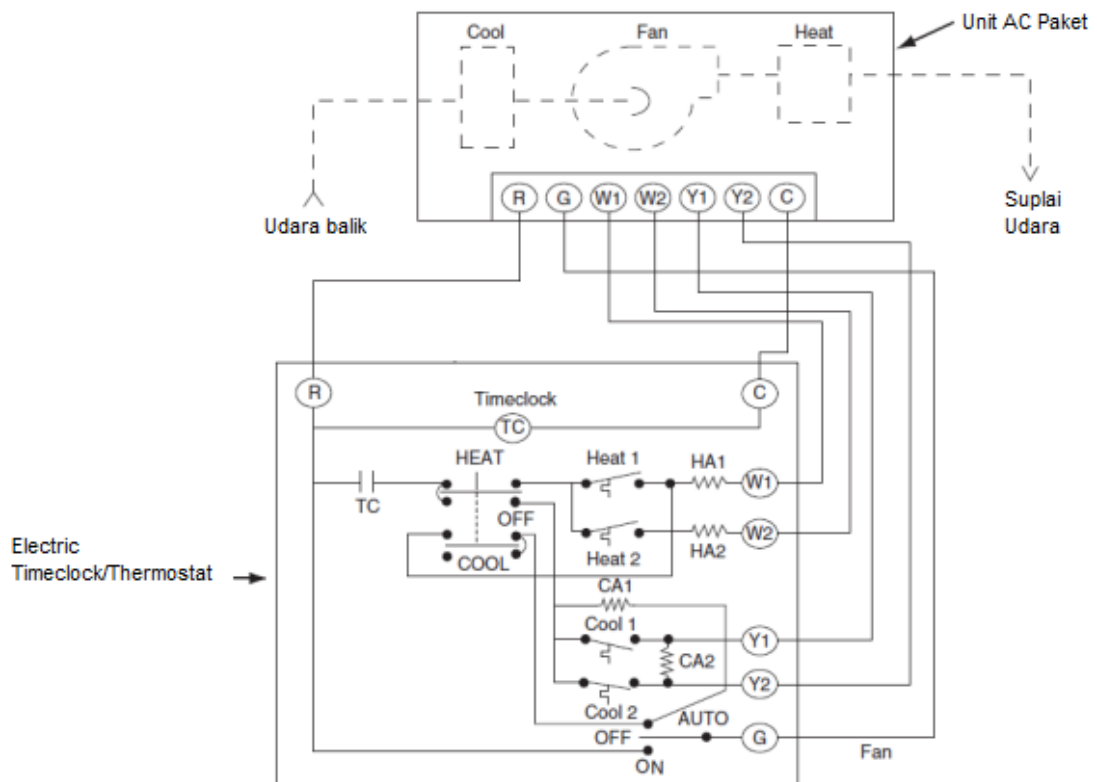 Unit AC Paket
Cool
Fan
Heat
R
G
W1
W2
Y1
Y2
C
Udara balik
Suplai
Udara
R
Timeclock
C
TC
HEAT
Heat 1
HA1
W1
TC
OFF
W2
Heat 2
HA2
Electric
Timeclock/Thermostat
COOL
CA1
Cool 1
Y1
CA2
Y2
Cool 2
AUTO
OFF
G
Fan
ON